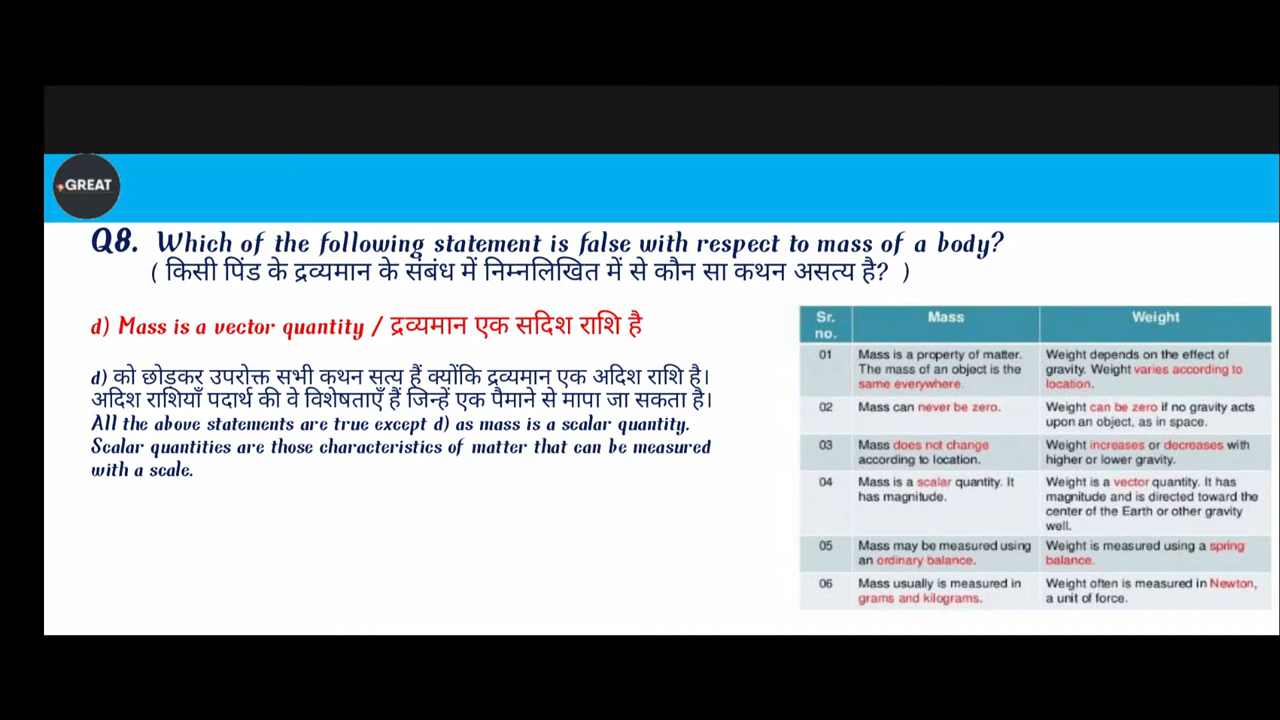 GREAT
Q8. Which of the following statement is false with respect to mass of a body?
( किसी पिंड के द्रव्यमान के संबंध में निम्नलिखित में से कौन सा कथन असत्य है? )
d) Mass is a vector quantity / द्रव्यमान एक सदिश राशि है
d) को छोड़कर उपरोक्त सभी कथन सत्य हैं क्योंकि द्रव्यमान एक अदिश राशि है।
अदिश राशियाँ पदार्थ की वे विशेषताएँ हैं जिन्हें एक पैमाने से मापा जा सकता है।
All the above statements are true except d) as mass is a scalar quantity.
Scalar quantities are those characteristics of matter that can be measured
with a scale.
Sr. no. Mass Weight
01 Mass is a property of matter. Weight depends on the effect of
The mass of an object is the gravity. Weight varies according to
same everywhere. location.
02 Mass can never be zero. Weight can be zero if no gravity acts
upon an object, as in space.
03 Mass does not change Weight increases or decreases with
according to location. higher or lower gravity.
04 Mass is a scalar quantity. It Weight is a vector quantity. It has
has magnitude. magnitude and is directed toward the
center of the Earth or other gravity
well.
05 Mass may be measured using Weight is measured using a spring
an ordinary balance. balance.
06 Mass usually is measured in Weight often is measured in Newton,
grams and kilograms. a unit of force.